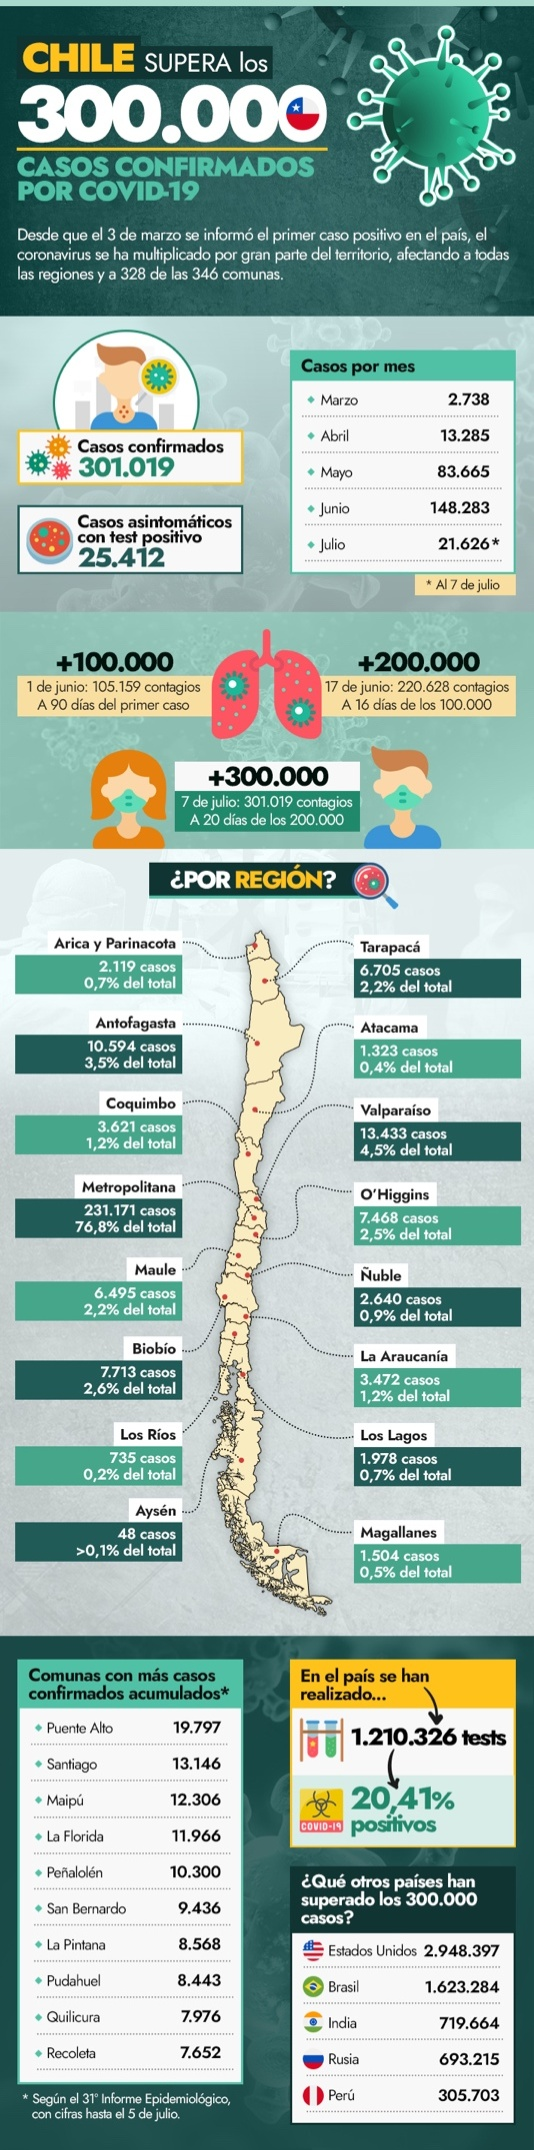 CHILE SUPERA los
300.000
CASOS CONFIRMADOS
POR COVID-19
Desde que el 3 de marzo se informó el primer caso positivo en el país, el
coronavirus se ha multiplicado por gran parte del territorio, afectando a todas
las regiones y a 328 de las 346 comunas.
Casos confirmados
301.019
Casos asintomáticos
con test positivo
25.412
Casos por mes
Marzo 2.738
Abril 13.285
Mayo 83.665
Junio 148.283
Julio 21.626*
* Al 7 de julio
+100.000
1 de junio: 105.159 contagios
A 90 días del primer caso
+200.000
17 de junio: 220.628 contagios
A 16 días de los 100.000
+300.000
7 de julio: 301.019 contagios
A 20 días de los 200.000
¿POR REGIÓN?
Arica y Parinacota
2.119 casos
0,7% del total
Tarapacá
6.705 casos
2,2% del total
Antofagasta
10.594 casos
3,5% del total
Atacama
1.323 casos
0,4% del total
Coquimbo
3.621 casos
1,2% del total
Valparaíso
13.433 casos
4,5% del total
Metropolitana
231.171 casos
76,8% del total
O'Higgins
7.468 casos
2,5% del total
Maule
6.495 casos
2,2% del total
Ñuble
2.640 casos
0,9% del total
Biobío
7.713 casos
2,6% del total
La Araucanía
3.472 casos
1,2% del total
Los Ríos
735 casos
0,2% del total
Los Lagos
1.978 casos
0,7% del total
Aysén
48 casos
>0,1% del total
Magallanes
1.504 casos
0,5% del total
Comunas con más casos
confirmados acumulados*
Puente Alto 19.797
Santiago 13.146
Maipú 12.306
La Florida 11.966
Peñalolén 10.300
San Bernardo 9.436
La Pintana 8.568
Pudahuel 8.443
Quilicura 7.976
Recoleta 7.652
* Según el 31° Informe Epidemiológico,
con cifras hasta el 5 de julio.
En el país se han
realizado...
1.210.326 tests
COVID-19
20,41%
positivos
¿Qué otros países han
superado los 300.000
casos?
Estados Unidos 2.948.397
Brasil 1.623.284
India 719.664
Rusia 693.215
Perú 305.703